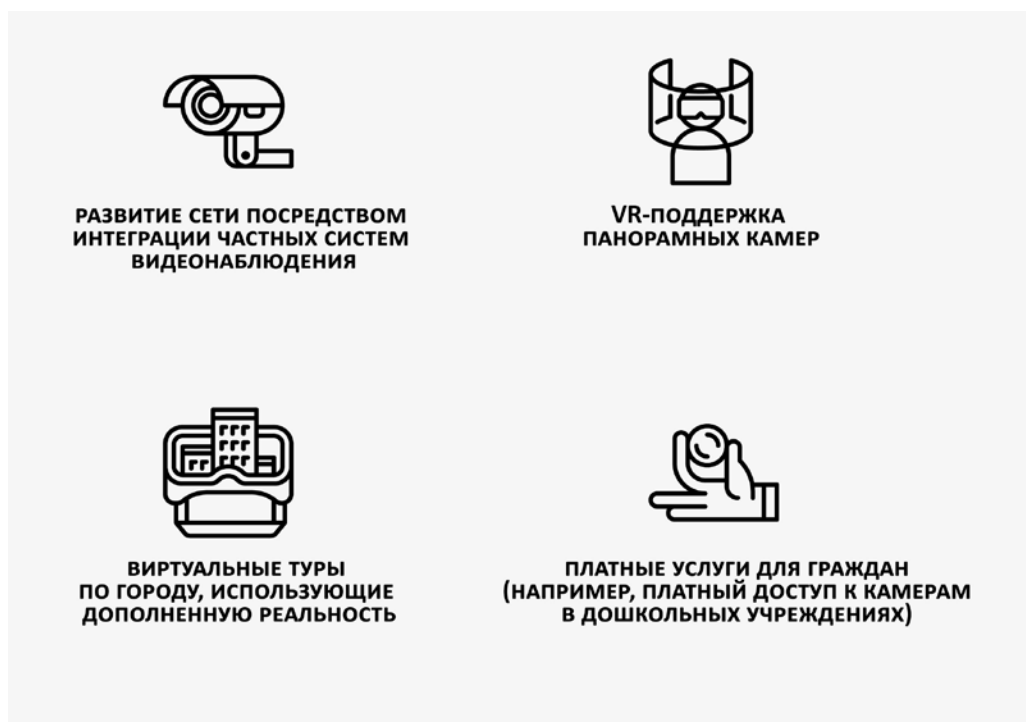 РАЗВИТИЕ СЕТИ ПОСРЕДСТВОМ
ИНТЕГРАЦИИ ЧАСТНЫХ СИСТЕМ
ВИДЕОНАБЛЮДЕНИЯ
VR-ПОДДЕРЖКА
ПАНОРАМНЫХ КАМЕР
ВИРТУАЛЬНЫЕ ТУРЫ
ПО ГОРОДУ, ИСПОЛЬЗУЮЩИЕ
ДОПОЛНЕННУЮ РЕАЛЬНОСТЬ
ПЛАТНЫЕ УСЛУГИ ДЛЯ ГРАЖДАН
(НАПРИМЕР, ПЛАТНЫЙ ДОСТУП К КАМЕРАМ
В ДОШКОЛЬНЫХ УЧРЕЖДЕНИЯХ)